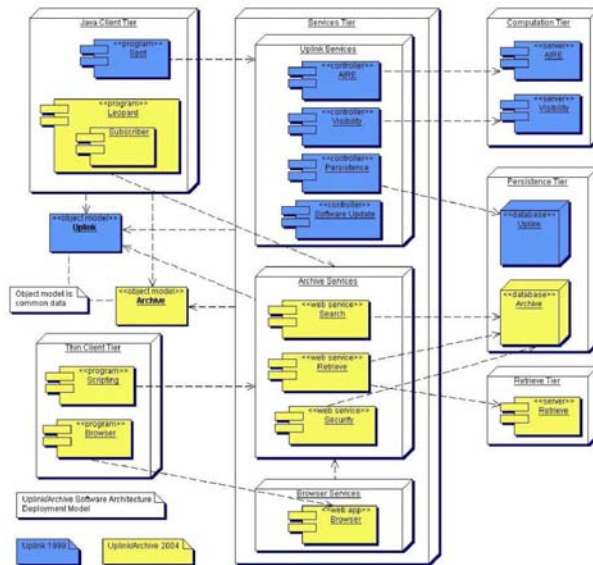 Java Client Tier
<<program>>
Spot
<<program>>
Leopard
Subscriber
Services Tier
Uplink Services
<<controller>>
AIRE
<<controller>>
Visibility
<<controller>>
Persistence
<<controller>>
Software Update
Computation Tier
<<server>>
AIRE
<<server>>
Visibility
Persistence Tier
<<database>>
Uplink
<<database>>
Archive
<<object model>>
Uplink
<<object model>>
Archive
Object model is
common data
Archive Services
<<web service>>
Search
<<web service>>
Retrieve
<<web service>>
Security
Thin Client Tier
<<program>>
Scripting
<<program>>
Browser
Retrieve Tier
<<server>>
Retrieve
Browser Services
<<web app>>
Browser
Uplink/Archive Software Architecture
Deployment Model
Uplink 1999
Uplink/Archive 2004